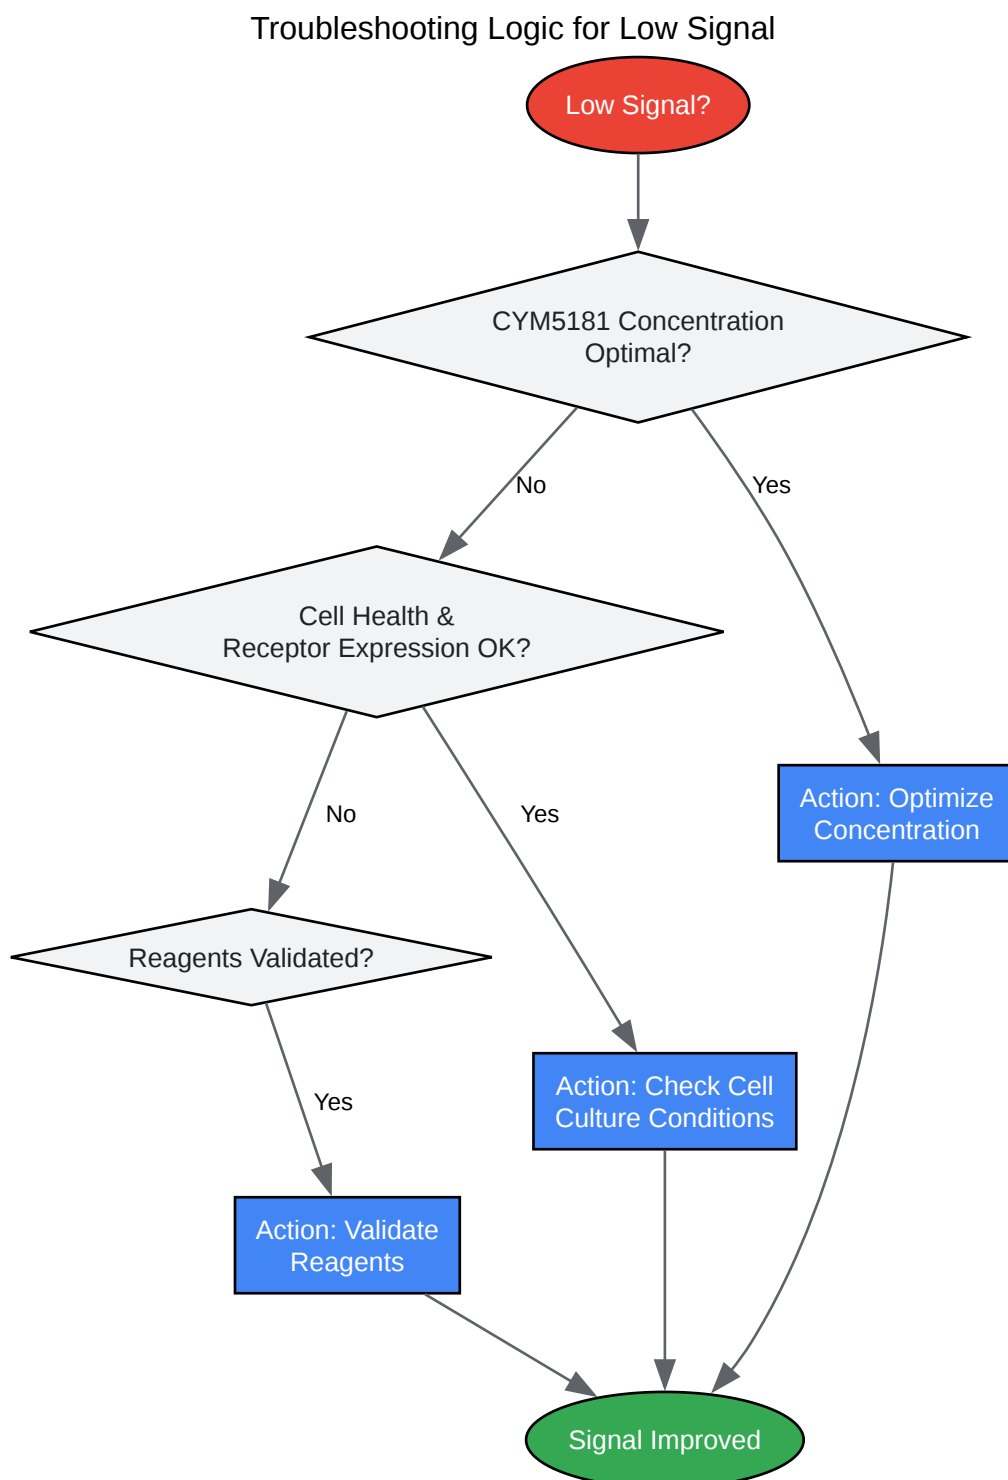 Troubleshooting Logic for Low Signal
Low Signal?
CYM5181 Concentration
Optimal?
No
Yes
Cell Health &
Receptor Expression OK?
Action: Optimize
Concentration
No
Yes
Reagents Validated?
Action: Check Cell
Culture Conditions
Yes
Action: Validate
Reagents
Signal Improved